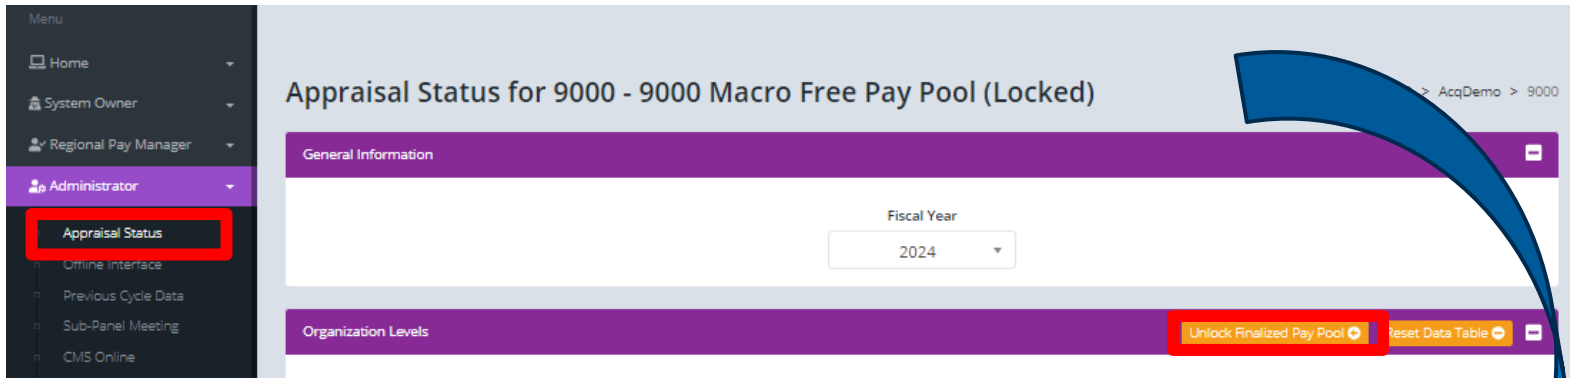 Menu
Home
System Owner
Regional Pay Manager
Administrator
Appraisal Status
Offline Interface
Previous Cycle Data
Sub-Panel Meeting
CMS Online
Appraisal Status for 9000 - 9000 Macro Free Pay Pool (Locked)
> AcqDemo > 9000
General Information
Fiscal Year
2024
Organization Levels
Unlock Finalized Pay Pool
Reset Data Table